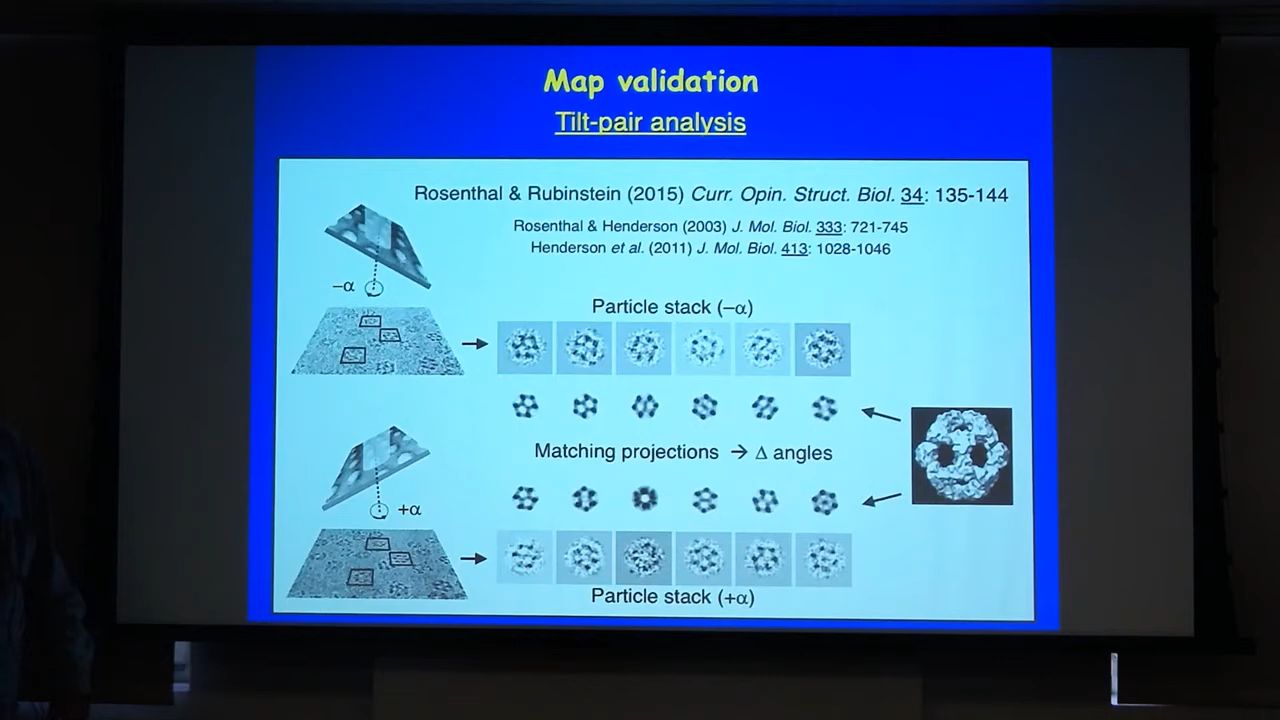 Map validation
Tilt-pair analysis
Rosenthal & Rubinstein (2015) Curr. Opin. Struct. Biol. 34: 135-144
Rosenthal & Henderson (2003) J. Mol. Biol. 333: 721-745
Henderson et al. (2011) J. Mol. Biol. 413: 1028-1046
−α
Particle stack (−α)
Matching projections → Δ angles
+α
Particle stack (+α)